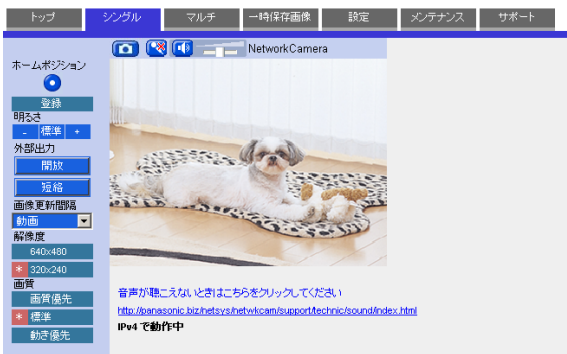 トップ
シングル
マルチ
一時保存画像
設定
メンテナンス
サポート
NetworkCamera
ホームポジション
登録
明るさ
- 標準 +
外部出力
開放
短絡
画像更新間隔
動画
解像度
640x480
* 320x240
画質
画質優先
* 標準
動き優先
音声が聴こえないときはこちらをクリックしてください
http://panasonic.biz/netsys/netwkcam/support/technic/sound/index.html
IPv4 で動作中